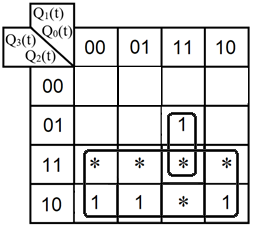 Q₁(t)
Q₀(t)
Q₃(t)
Q₂(t)
00 01 11 10
00
01 1
11 * * * *
10 1 1 * 1